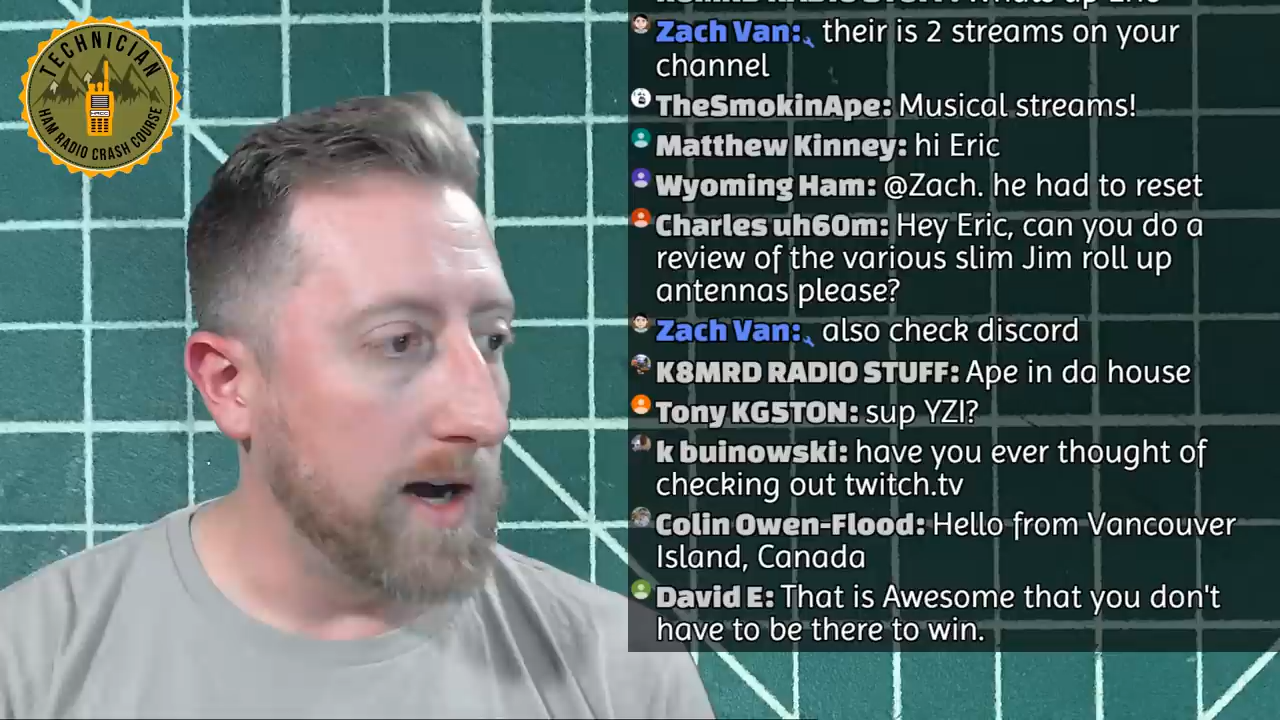 TECHNICIAN
HAM RADIO CRASH COURSE
Zach Van: their is 2 streams on your
channel
TheSmokinApe: Musical streams!
Matthew Kinney: hi Eric
Wyoming Ham: @Zach. he had to reset
Charles uh60m: Hey Eric, can you do a
review of the various slim Jim roll up
antennas please?
Zach Van: also check discord
K8MRD RADIO STUFF: Ape in da house
Tony KG5TON: sup YZI?
k buinowski: have you ever thought of
checking out twitch.tv
Colin Owen-Flood: Hello from Vancouver
Island, Canada
David E: That is Awesome that you don't
have to be there to win.